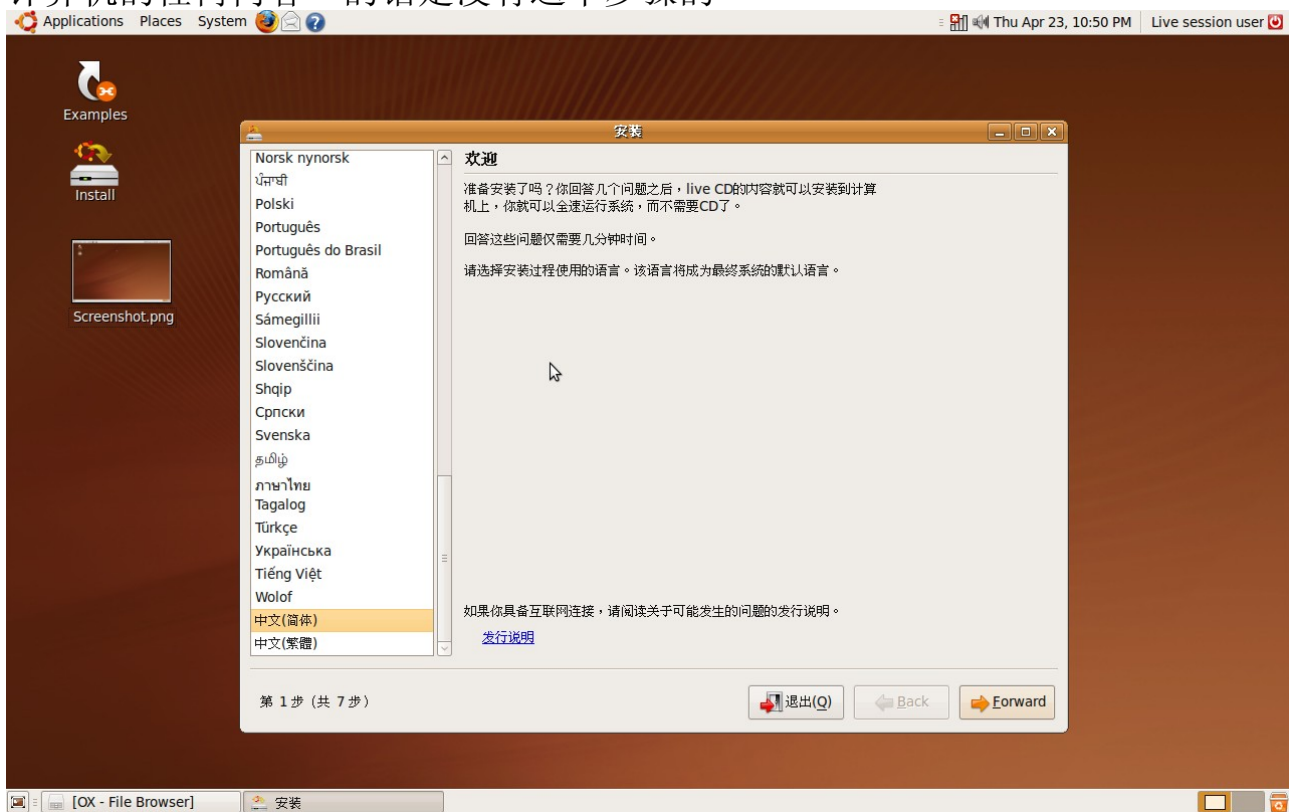 Applications Places System Thu Apr 23, 10:50 PM Live session user
Examples
Install
Screenshot.png
安装
Norsk nynorsk
ਪੰਜਾਬੀ
Polski
Português
Português do Brasil
Română
Русский
Sámegillii
Slovenčina
Slovenščina
Shqip
Српски
Svenska
தமிழ்
ภาษาไทย
Tagalog
Türkçe
Українська
Tiếng Việt
Wolof
中文(简体)
中文(繁體)
欢迎
准备安装了吗？你回答几个问题之后，live CD的内容就可以安装到计算
机上，你就可以全速运行系统，而不需要CD了。
回答这些问题仅需要几分钟时间。
请选择安装过程使用的语言。该语言将成为最终系统的默认语言。
如果你具备互联网连接，请阅读关于可能发生的问题的发行说明。
发行说明
第 1 步 (共 7 步)
退出(Q) Back Forward
[OX - File Browser] 安装